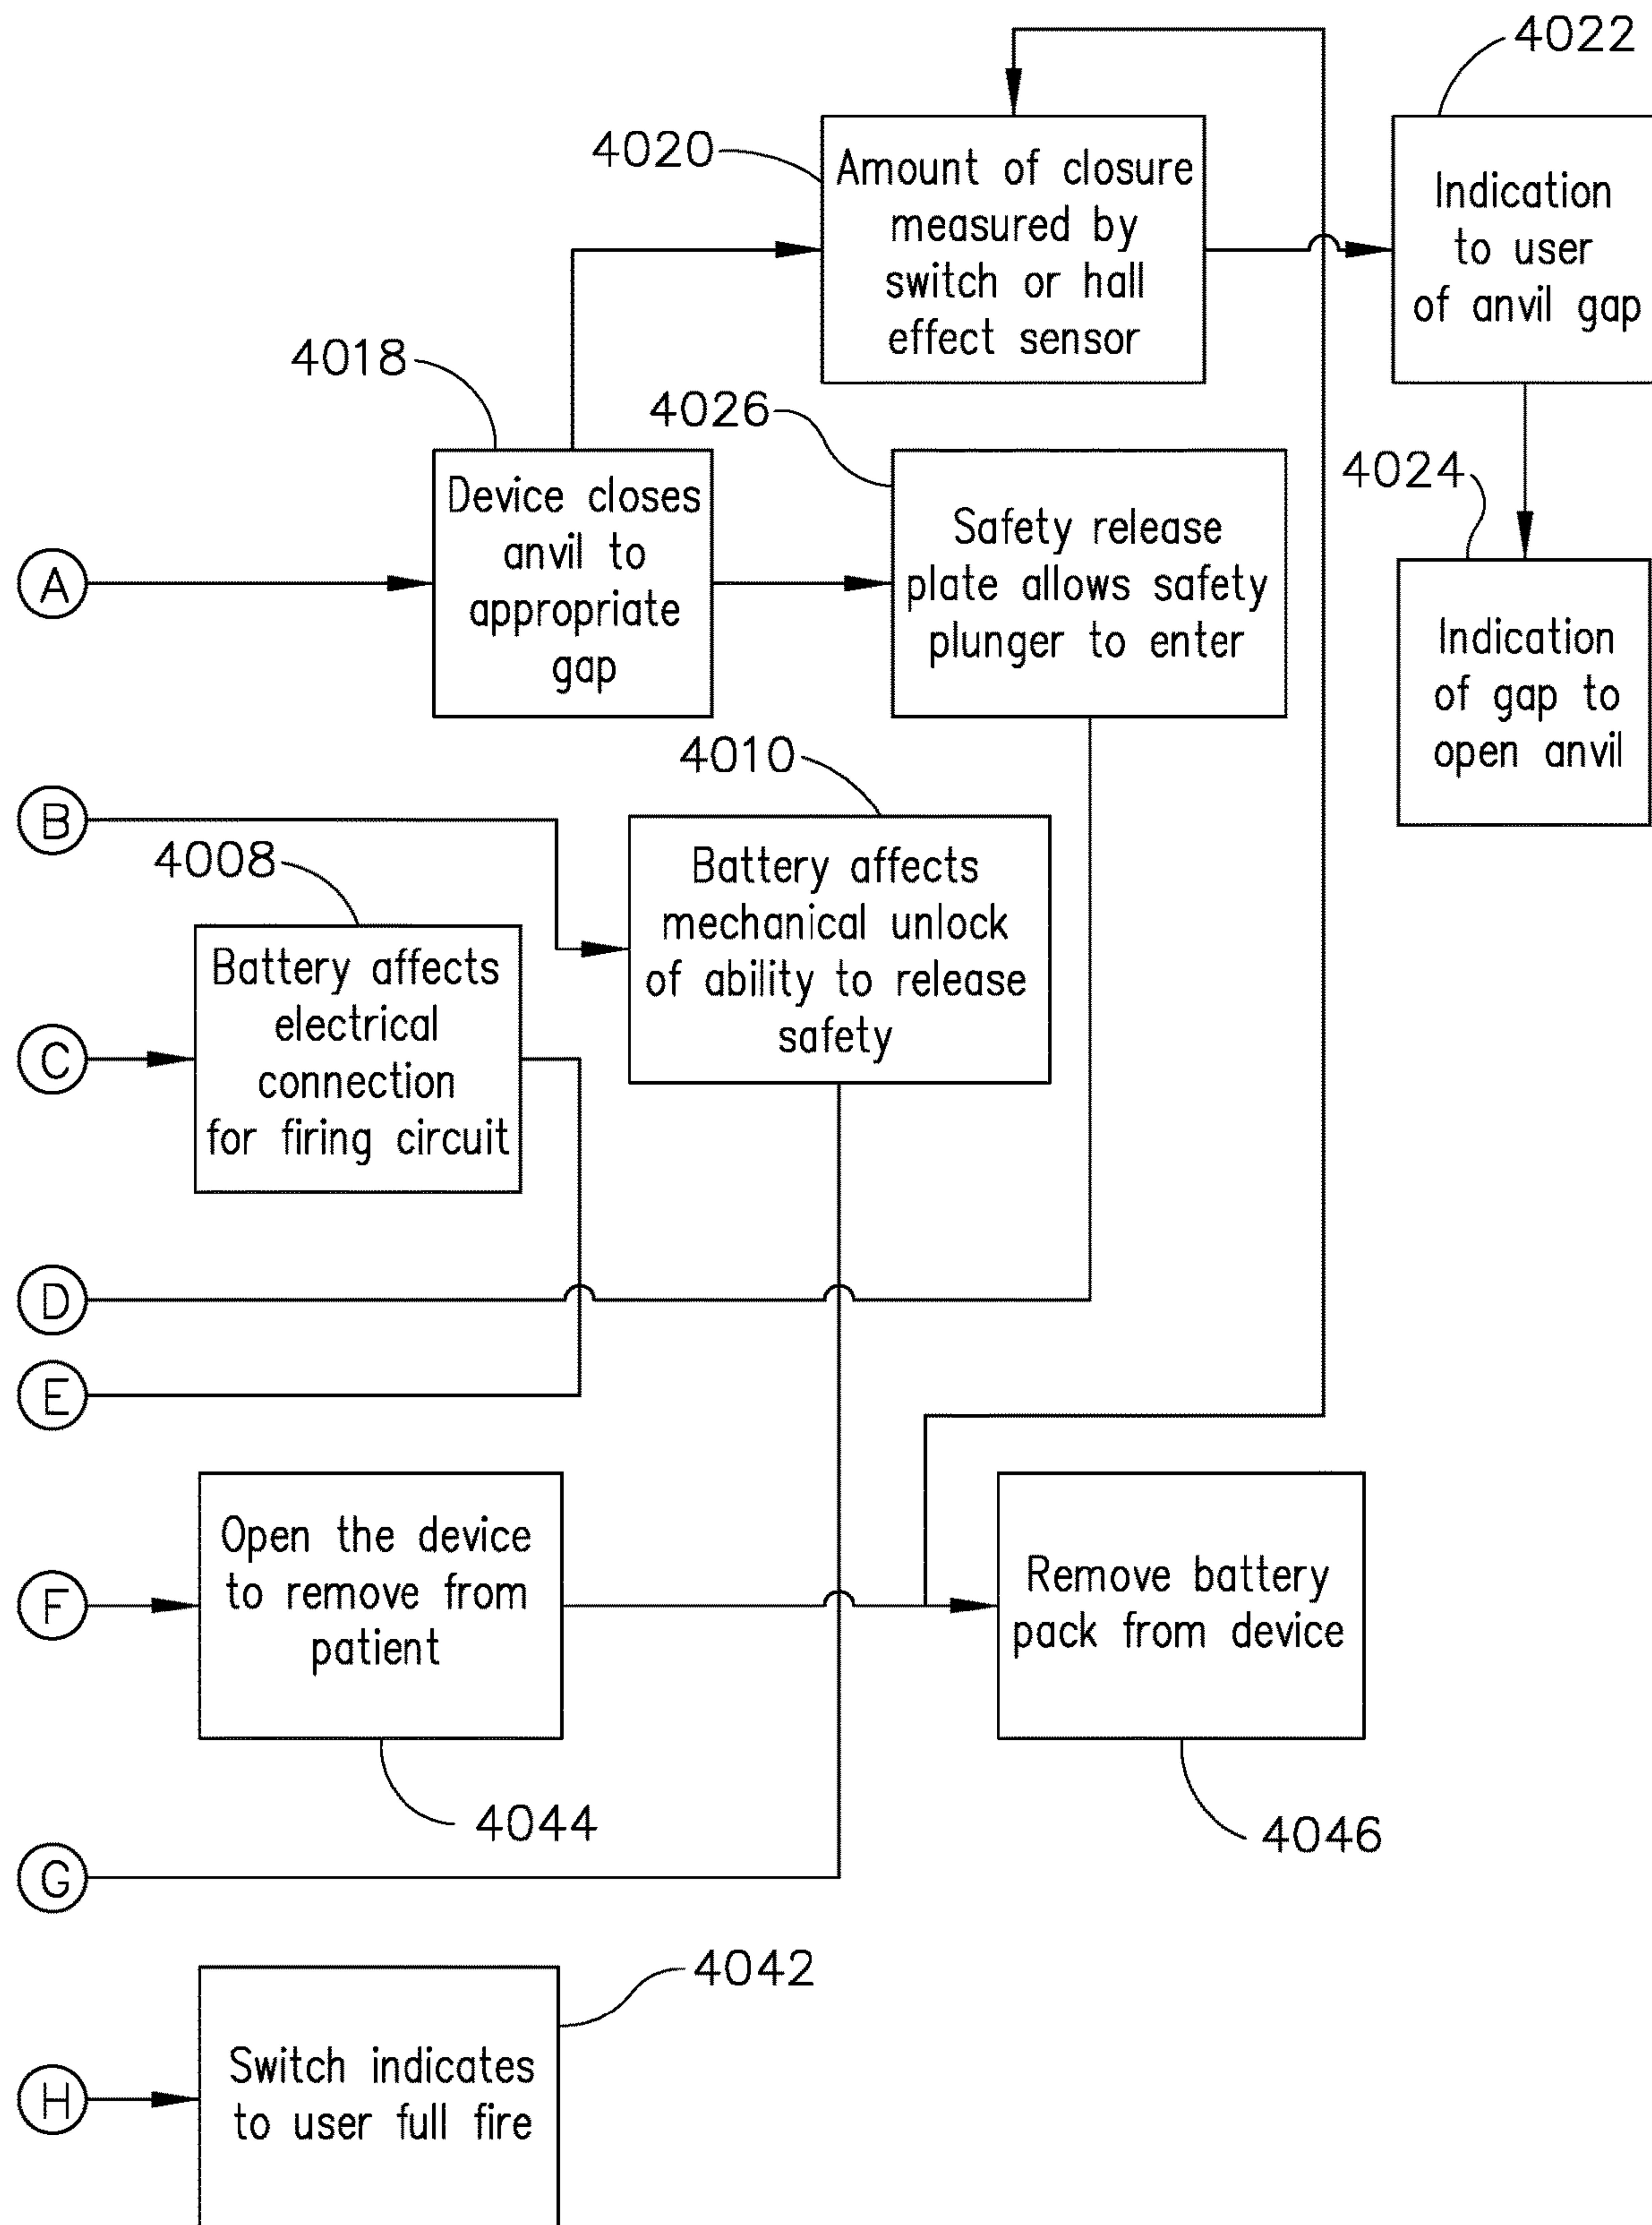 4022
4020
Amount of closure
measured by
switch or hall
effect sensor
Indication
to user
of anvil gap
4018
4026
4024
Device closes
anvil to
appropriate
gap
Safety release
plate allows safety
plunger to enter
A
Indication
of gap to
open anvil
4010
B
4008
Battery affects
mechanical unlock
of ability to release
safety
Battery affects
electrical
connection
for firing circuit
C
D
E
Open the device
to remove from
patient
Remove battery
pack from device
F
4044
4046
G
4042
Switch indicates
to user full fire
H